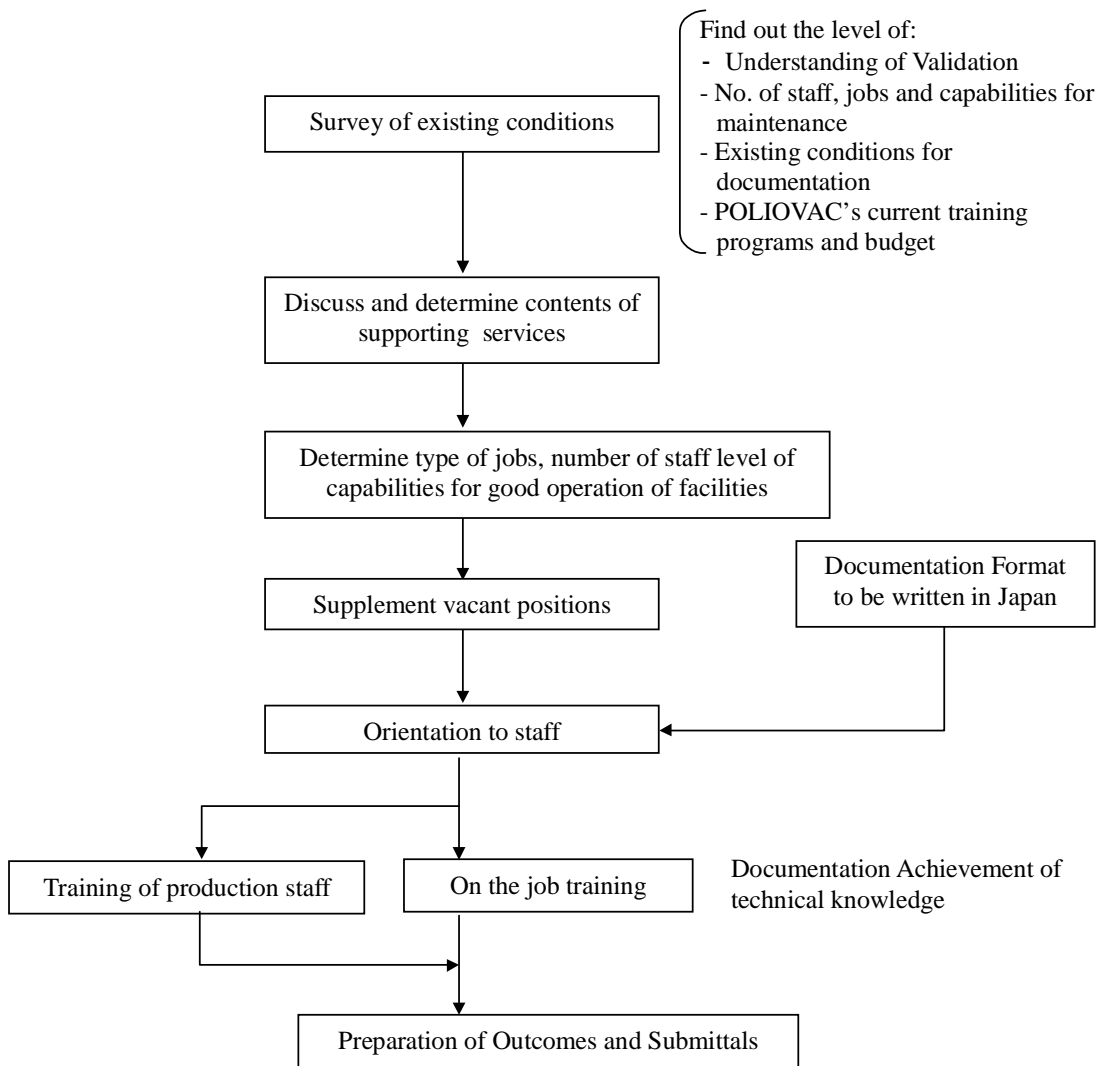 Find out the level of:
- Understanding of Validation
- No. of staff, jobs and capabilities for
maintenance
- Existing conditions for
documentation
- POLIOVAC’s current training
programs and budget
Survey of existing conditions
Discuss and determine contents of
supporting services
Determine type of jobs, number of staff level of
capabilities for good operation of facilities
Documentation Format
to be written in Japan
Supplement vacant positions
Orientation to staff
Training of production staff
On the job training
Documentation Achievement of
technical knowledge
Preparation of Outcomes and Submittals